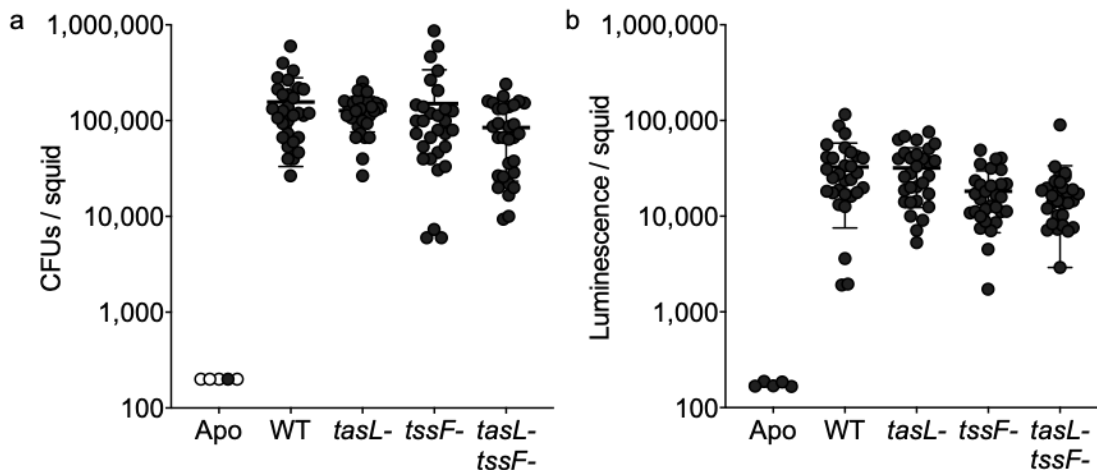 a
CFUs / squid
1,000,000
100,000
10,000
1,000
100
Apo WT tasL- tssF- tasL-
tssF-
b
Luminescence / squid
1,000,000
100,000
10,000
1,000
100
Apo WT tasL- tssF- tasL-
tssF-